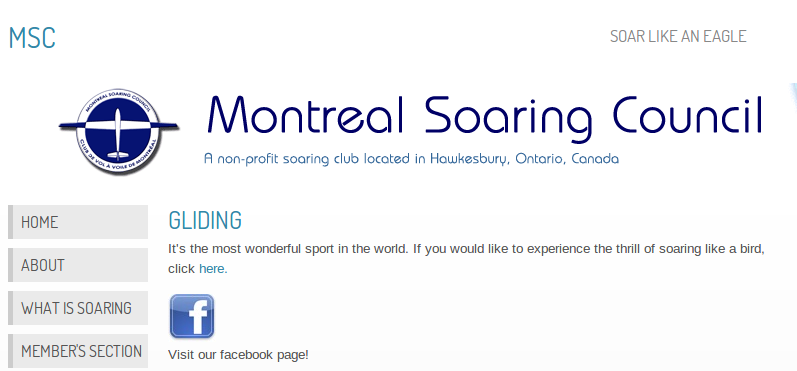 MSC
SOAR LIKE AN EAGLE
MONTREAL SOARING COUNCIL
CLUB DE VOL À VOILE DE MONTRÉAL
Montreal Soaring Council
A non-profit soaring club located in Hawkesbury, Ontario, Canada
HOME
ABOUT
WHAT IS SOARING
MEMBER'S SECTION
GLIDING
It's the most wonderful sport in the world. If you would like to experience the thrill of soaring like a bird,
click here.
f
Visit our facebook page!